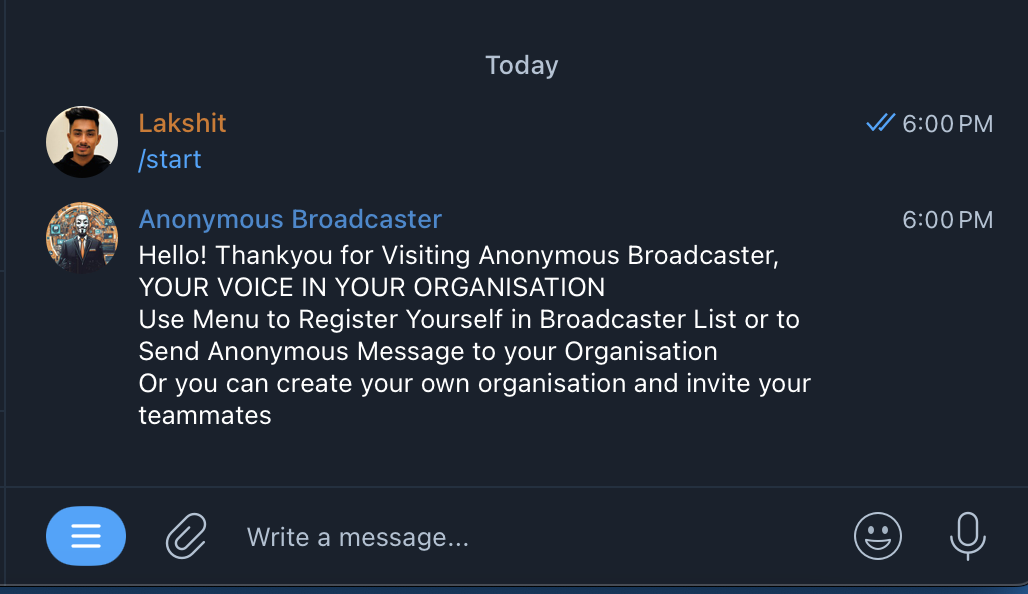 Today
Lakshit 6:00 PM
/start
Anonymous Broadcaster 6:00 PM
Hello! Thankyou for Visiting Anonymous Broadcaster,
YOUR VOICE IN YOUR ORGANISATION
Use Menu to Register Yourself in Broadcaster List or to
Send Anonymous Message to your Organisation
Or you can create your own organisation and invite your
teammates
Write a message...